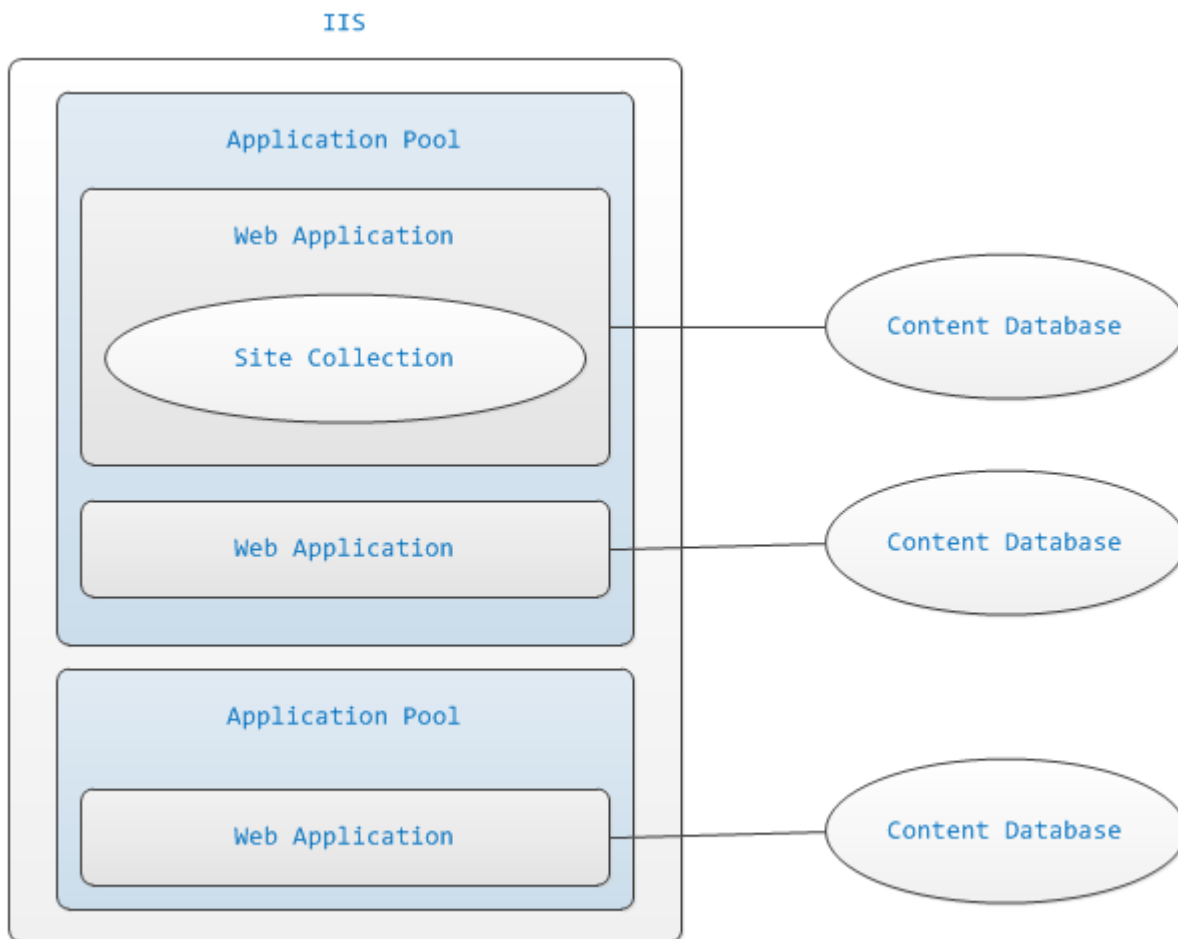 IIS
Application Pool
Web Application
Site Collection
Content Database
Web Application
Content Database
Application Pool
Web Application
Content Database